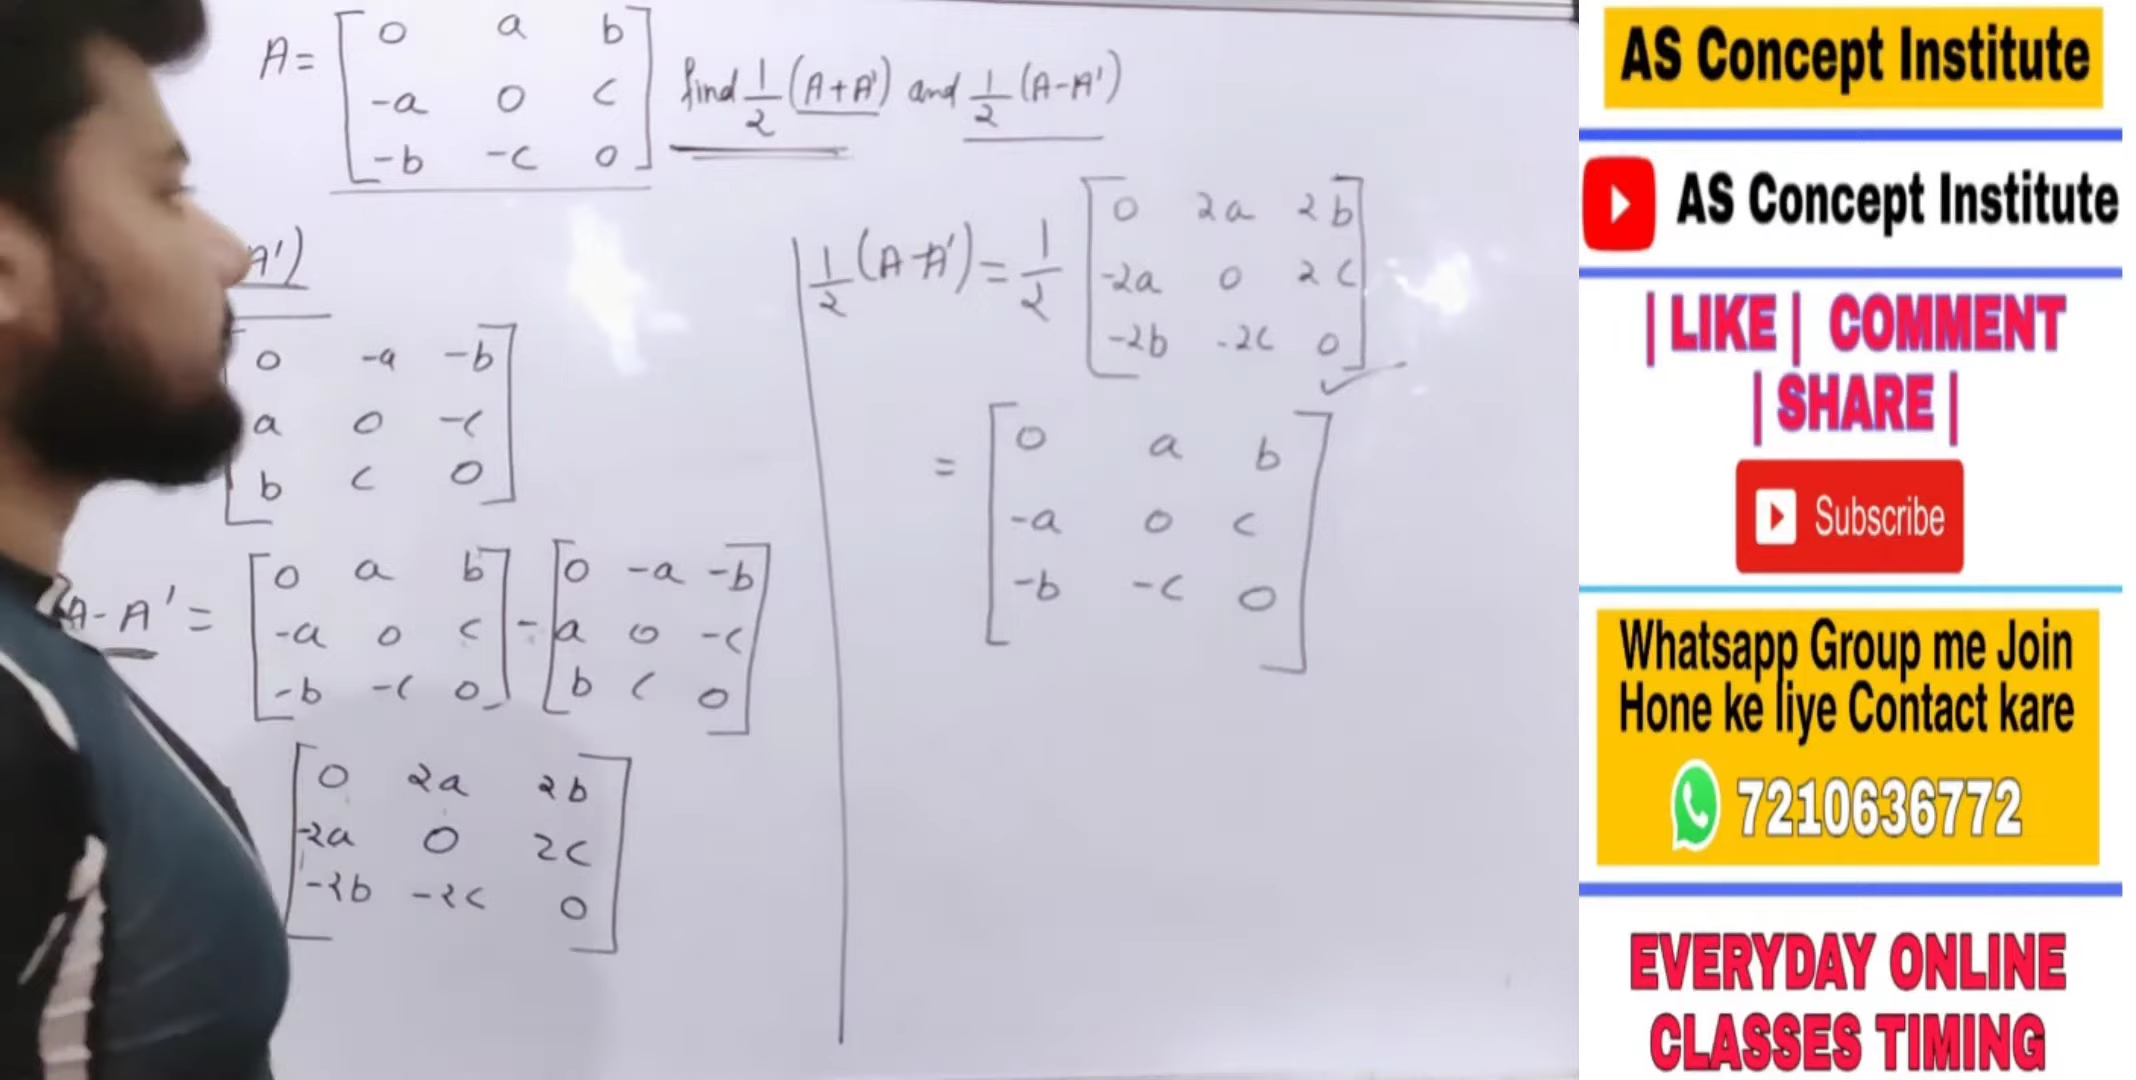 A = [ 0 a b
-a 0 c
-b -c 0 ]
find 1/2 (A+A') and 1/2 (A-A')
A')
[ 0 -a -b
a 0 -c
b c 0 ]
A - A' = [ 0 a b
-a 0 c
-b -c 0 ] - [ 0 -a -b
a 0 -c
b c 0 ]
[ 0 2a 2b
-2a 0 2c
-2b -2c 0 ]
1/2 (A-A') = 1/2 [ 0 2a 2b
-2a 0 2c
-2b -2c 0 ]
= [ 0 a b
-a 0 c
-b -c 0 ]
AS Concept Institute
AS Concept Institute
| LIKE | COMMENT
| SHARE |
Subscribe
Whatsapp Group me Join
Hone ke liye Contact kare
7210636772
EVERYDAY ONLINE
CLASSES TIMING